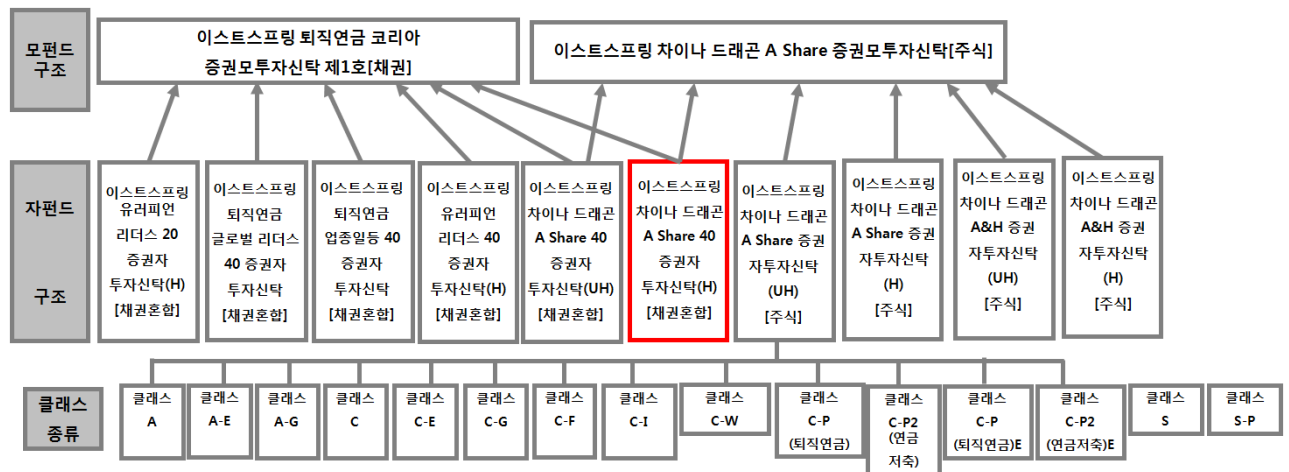 모펀드
구조
이스트스프링 퇴직연금 코리아
증권모투자신탁 제1호[채권]
이스트스프링 차이나 드래곤 A Share 증권모투자신탁[주식]
자펀드
구조
이스트스프링
유러피언
리더스 20
증권자
투자신탁(H)
[채권혼합]
이스트스프링
퇴직연금
글로벌 리더스
40 증권자
투자신탁
[채권혼합]
이스트스프링
퇴직연금
업종일등 40
증권자
투자신탁
[채권혼합]
이스트스프링
유러피언
리더스 40
증권자
투자신탁(H)
[채권혼합]
이스트스프링
차이나 드래곤
A Share 40
증권자
투자신탁(UH)
[채권혼합]
이스트스프링
차이나 드래곤
A Share 40
증권자
투자신탁(H)
[채권혼합]
이스트스프링
차이나 드래곤
A Share 증권
자투자신탁
(UH)
[주식]
이스트스프링
차이나 드래곤
A Share 증권
자투자신탁
(H)
[주식]
이스트스프링
차이나 드래곤
A&H 증권
자투자신탁
(UH)
[주식]
이스트스프링
차이나 드래곤
A&H 증권
자투자신탁
(H)
[주식]
클래스
종류
클래스
A
클래스
A-E
클래스
A-G
클래스
C
클래스
C-E
클래스
C-G
클래스
C-F
클래스
C-I
클래스
C-W
클래스
C-P
(퇴직연금)
클래스
C-P2
(연금
저축)
클래스
C-P
(퇴직연금)E
클래스
C-P2
(연금저축)E
클래스
S
클래스
S-P